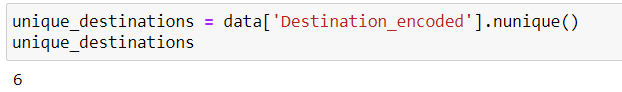 unique_destinations = data['Destination_encoded'].nunique()
unique_destinations
6